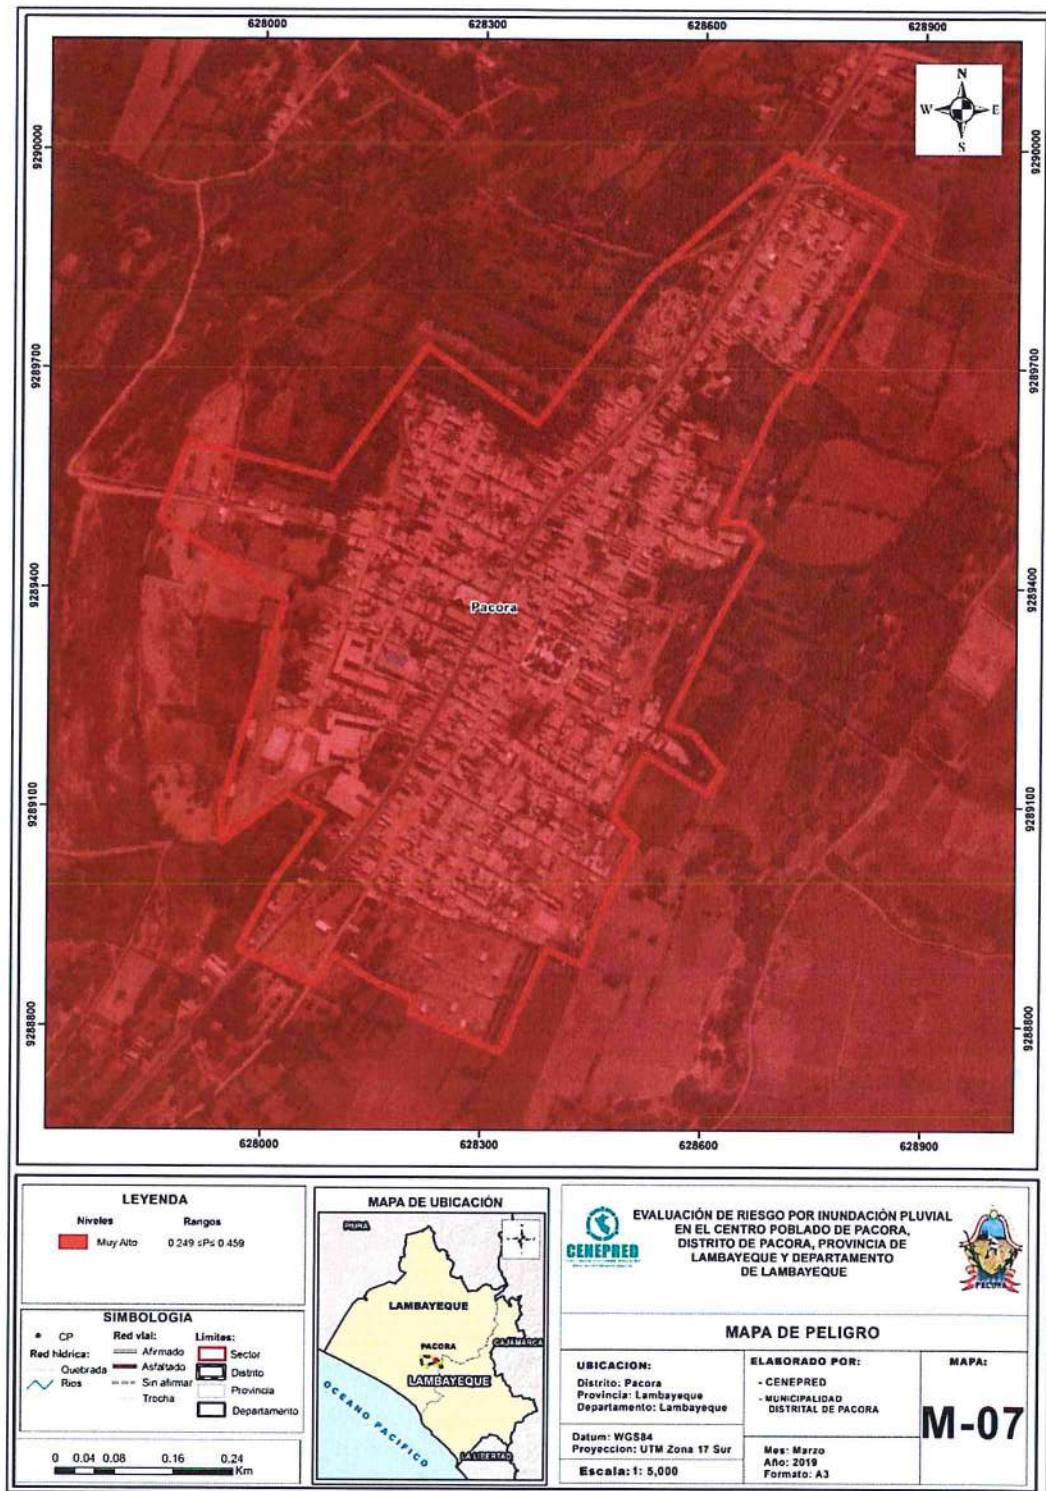 628000
628300
628600
628900
N
W
E
S
9290000
9290000
9289700
9289700
9289400
9289400
Pacora
9289100
9289100
9288800
9288800
628000
628300
628600
628900
LEYENDA
Niveles
Rangos
Muy Alto
0.249 ≤P≤ 0.459
SIMBOLOGIA
CP
Red hídrica:
Quebrada
Rios
Red vial:
Afirmado
Asfaltado
Sin afirmar
Trocha
Limites:
Sector
Distrito
Provincia
Departamento
0 0.04 0.08 0.16 0.24
Km
MAPA DE UBICACIÓN
PIURA
LAMBAYEQUE
CAJAMARCA
PACORA
LAMBAYEQUE
OCEANO PACIFICO
LA LIBERTAD
CENEPRED
EVALUACIÓN DE RIESGO POR INUNDACIÓN PLUVIAL
EN EL CENTRO POBLADO DE PACORA,
DISTRITO DE PACORA, PROVINCIA DE
LAMBAYEQUE Y DEPARTAMENTO
DE LAMBAYEQUE
PACORA
MAPA DE PELIGRO
UBICACION:
Distrito: Pacora
Provincia: Lambayeque
Departamento: Lambayeque
Datum: WGS84
Proyeccion: UTM Zona 17 Sur
Escala: 1: 5,000
ELABORADO POR:
- CENEPRED
- MUNICIPALIDAD
DISTRITAL DE PACORA
Mes: Marzo
Año: 2019
Formato: A3
MAPA:
M-07